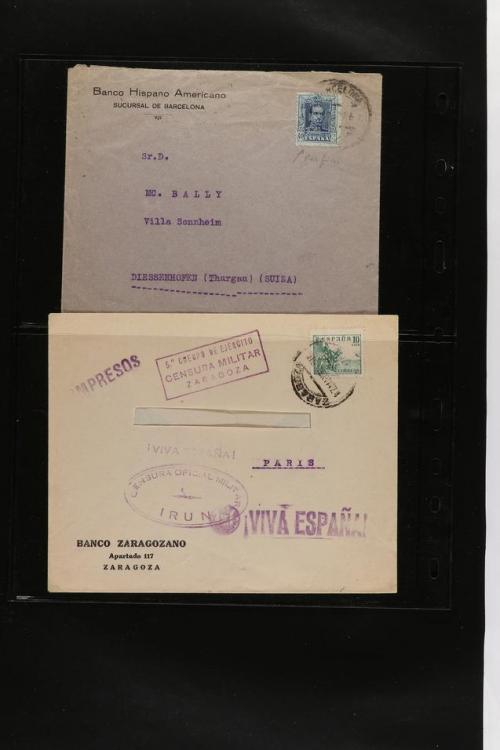 Banco Hispano Americano
SUCURSAL DE BARCELONA
ESPAÑA
Sr.D.
MC. BALLY
Villa Sonnheim
DIESSENHOFEN (Thurgau) (SUIZA)
IMPRESOS
5º CUERPO DE EJERCITO
CENSURA MILITAR
ZARAGOZA
ESPAÑA 10
¡VIVA ESPAÑA!
PARIS
CENSURA OFICIAL MILITAR
IRUN
¡VIVA ESPAÑA!
BANCO ZARAGOZANO
Apartado 117
ZARAGOZA